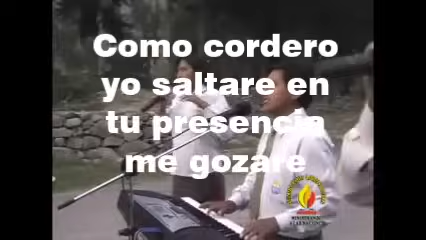 Como cordero
yo saltare en
tu presencia
me gozare